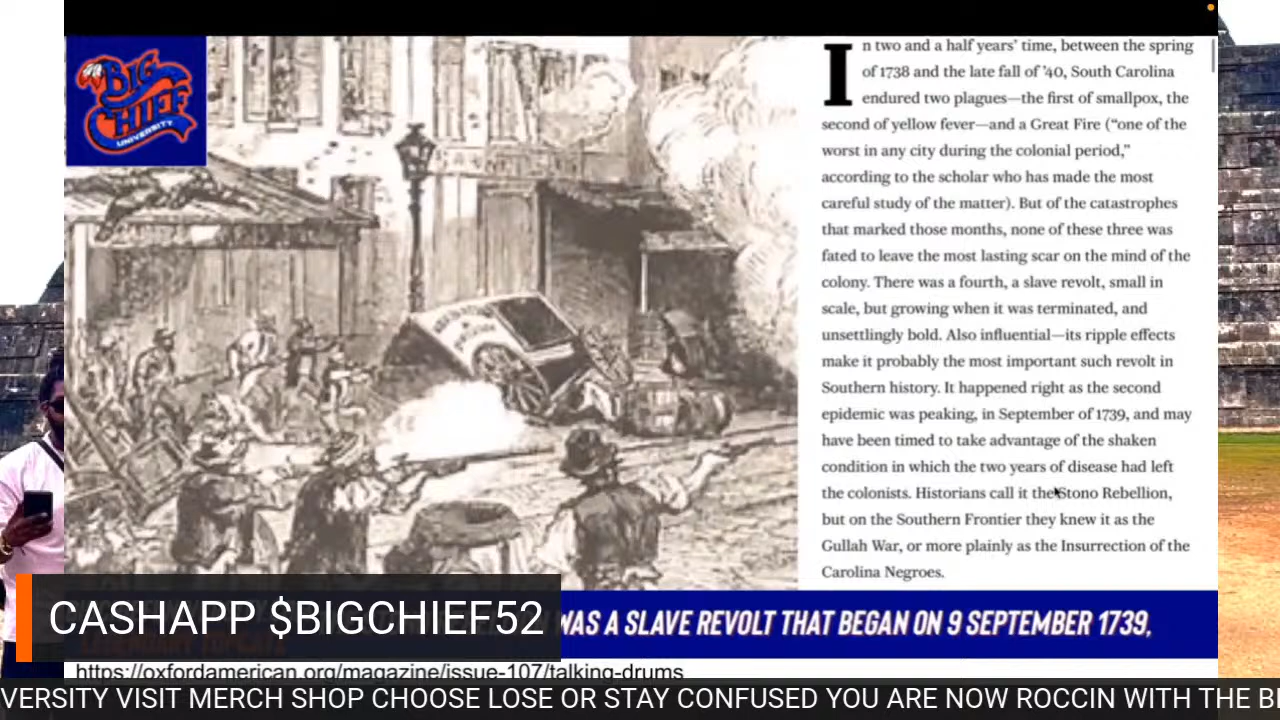 BIG
CHIEF
UNIVERSITY
In two and a half years’ time, between the spring
of 1738 and the late fall of ’40, South Carolina
endured two plagues—the first of smallpox, the
second of yellow fever—and a Great Fire (“one of the
worst in any city during the colonial period,”
according to the scholar who has made the most
careful study of the matter). But of the catastrophes
that marked those months, none of these three was
fated to leave the most lasting scar on the mind of the
colony. There was a fourth, a slave revolt, small in
scale, but growing when it was terminated, and
unsettlingly bold. Also influential—its ripple effects
make it probably the most important such revolt in
Southern history. It happened right as the second
epidemic was peaking, in September of 1739, and may
have been timed to take advantage of the shaken
condition in which the two years of disease had left
the colonists. Historians call it the Stono Rebellion,
but on the Southern Frontier they knew it as the
Gullah War, or more plainly as the Insurrection of the
Carolina Negroes.
CASHAPP $BIGCHIEF52
WAS A SLAVE REVOLT THAT BEGAN ON 9 SEPTEMBER 1739,
https://oxfordamerican.org/magazine/issue-107/talking-drums
VERSITY VISIT MERCH SHOP CHOOSE LOSE OR STAY CONFUSED YOU ARE NOW ROCCIN WITH THE B